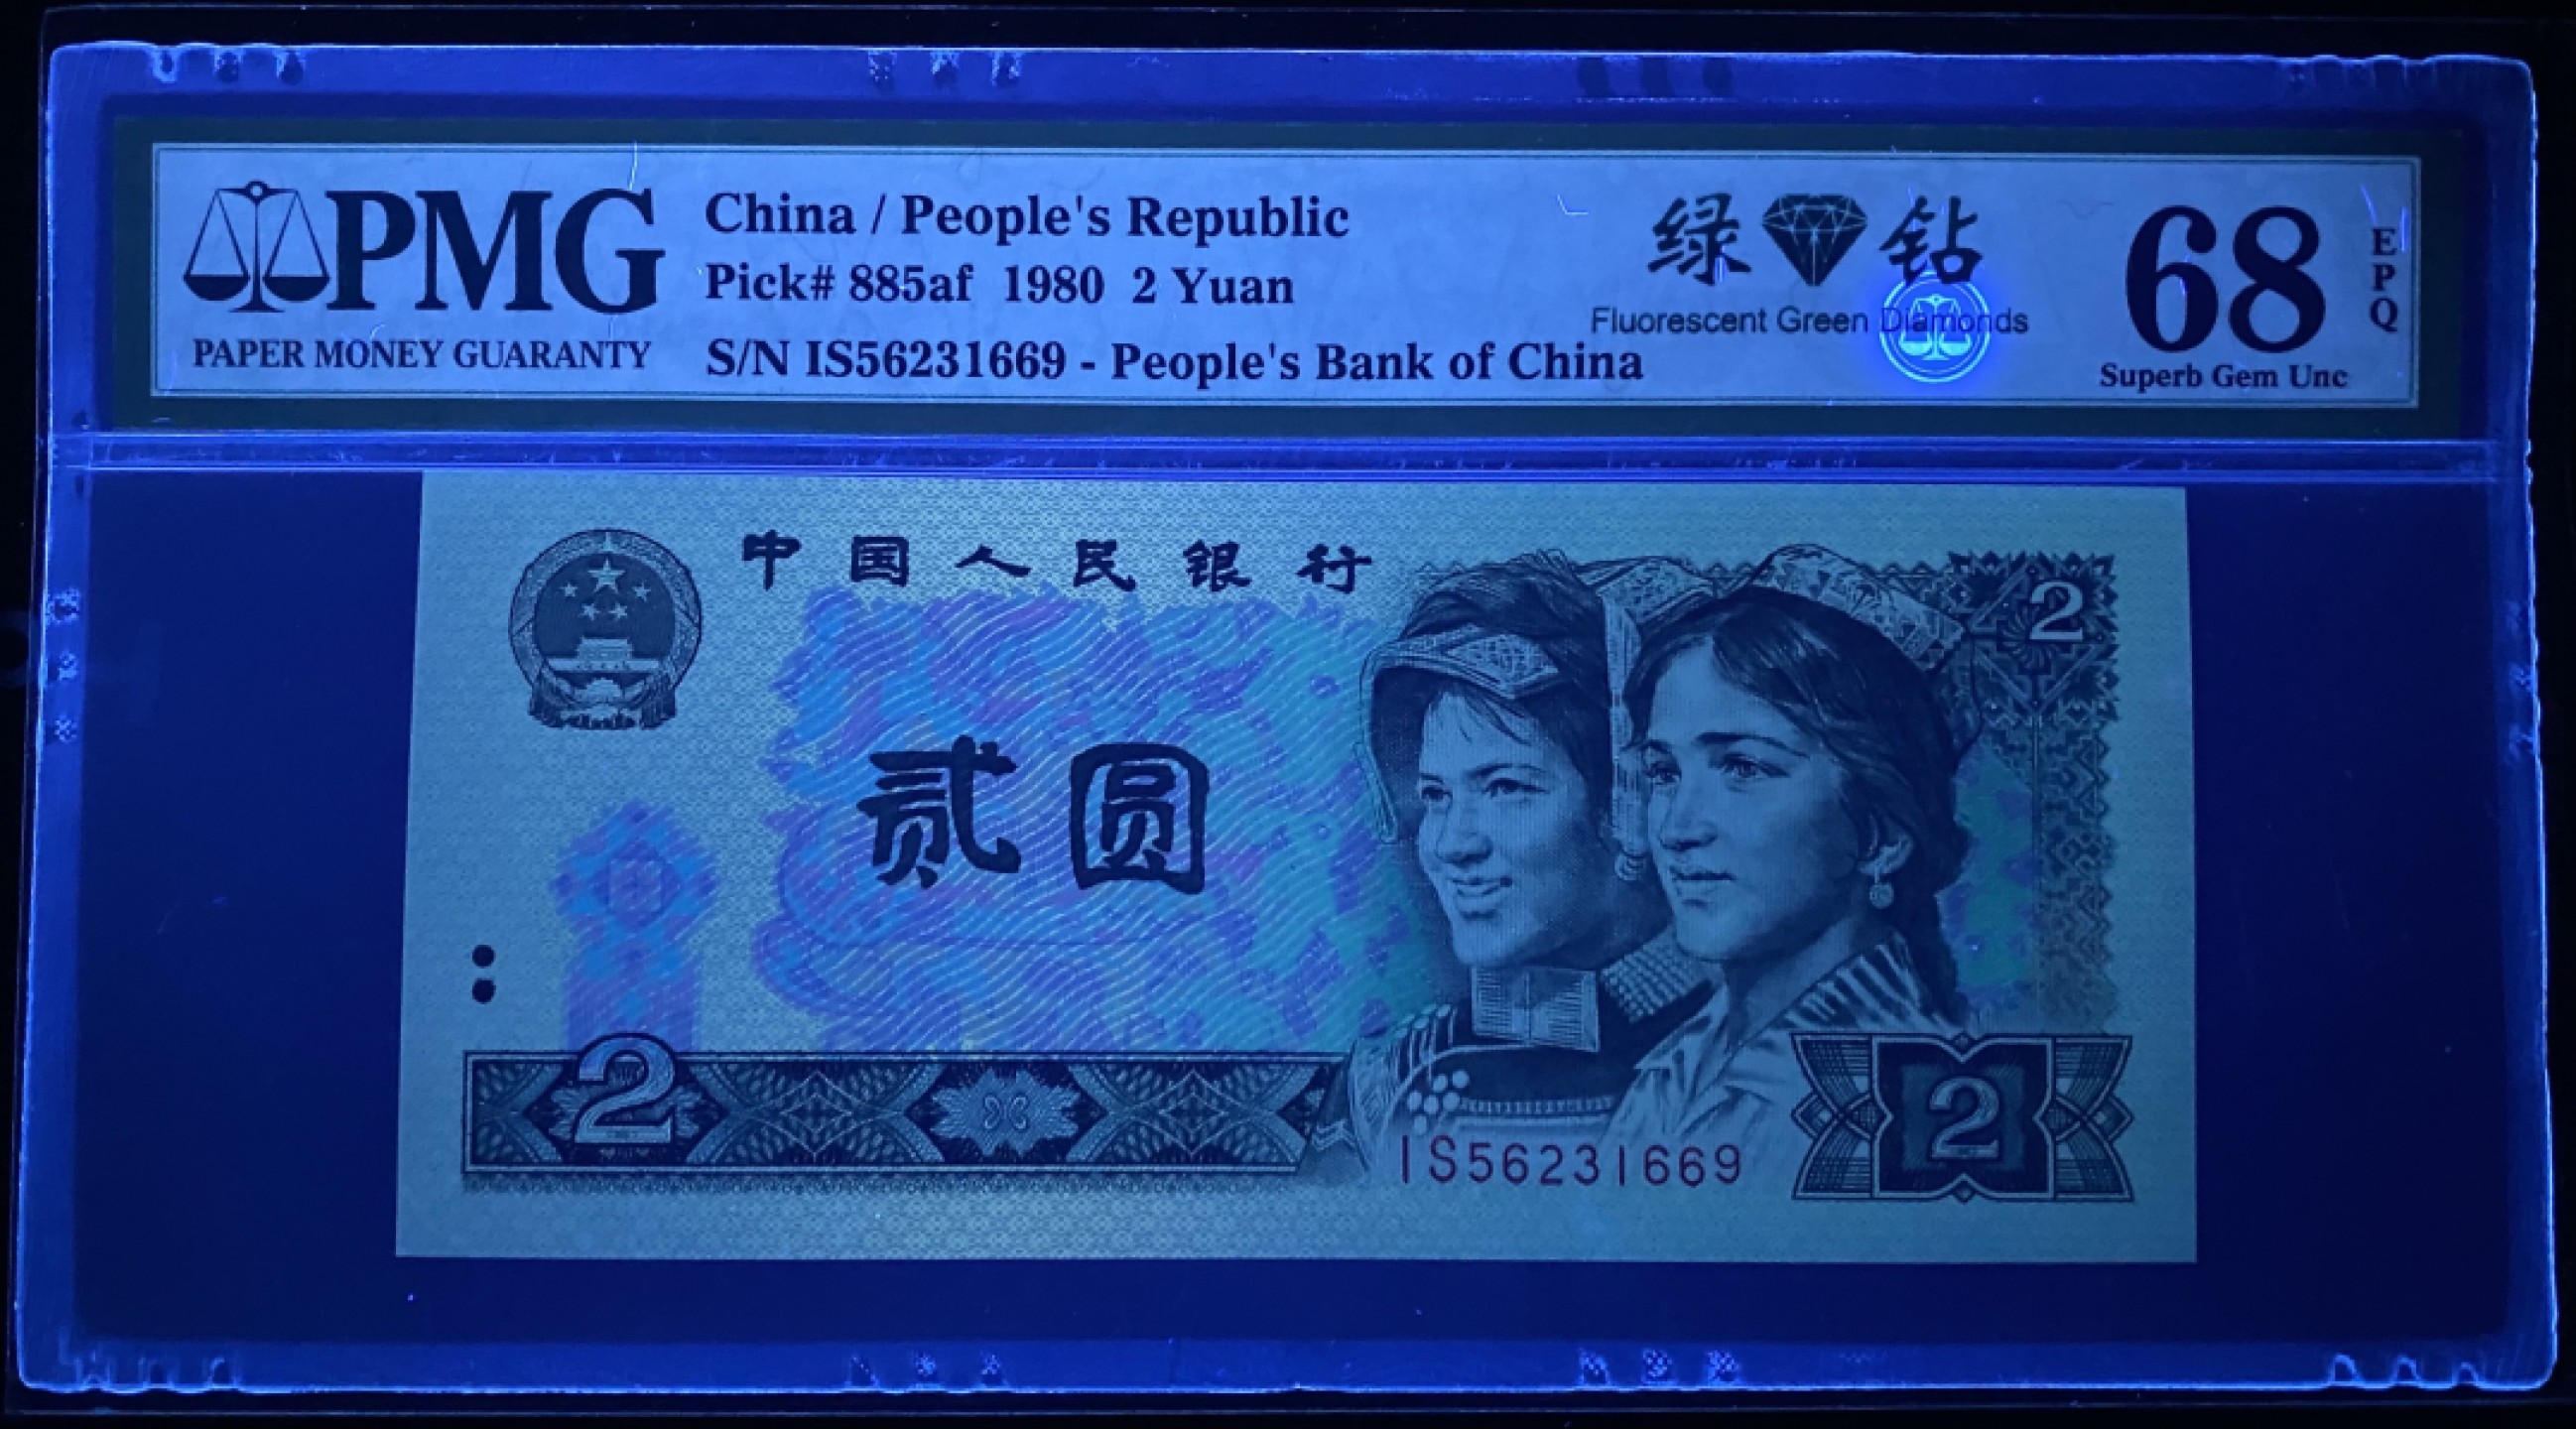 PMG
PAPER MONEY GUARANTY
China / People's Republic
Pick# 885af 1980 2 Yuan
S/N IS56231669 - People's Bank of China
绿 钻
Fluorescent Green Diamonds
68
EPQ
Superb Gem Unc
中国人民银行
2
贰圆
2
IS56231669
2